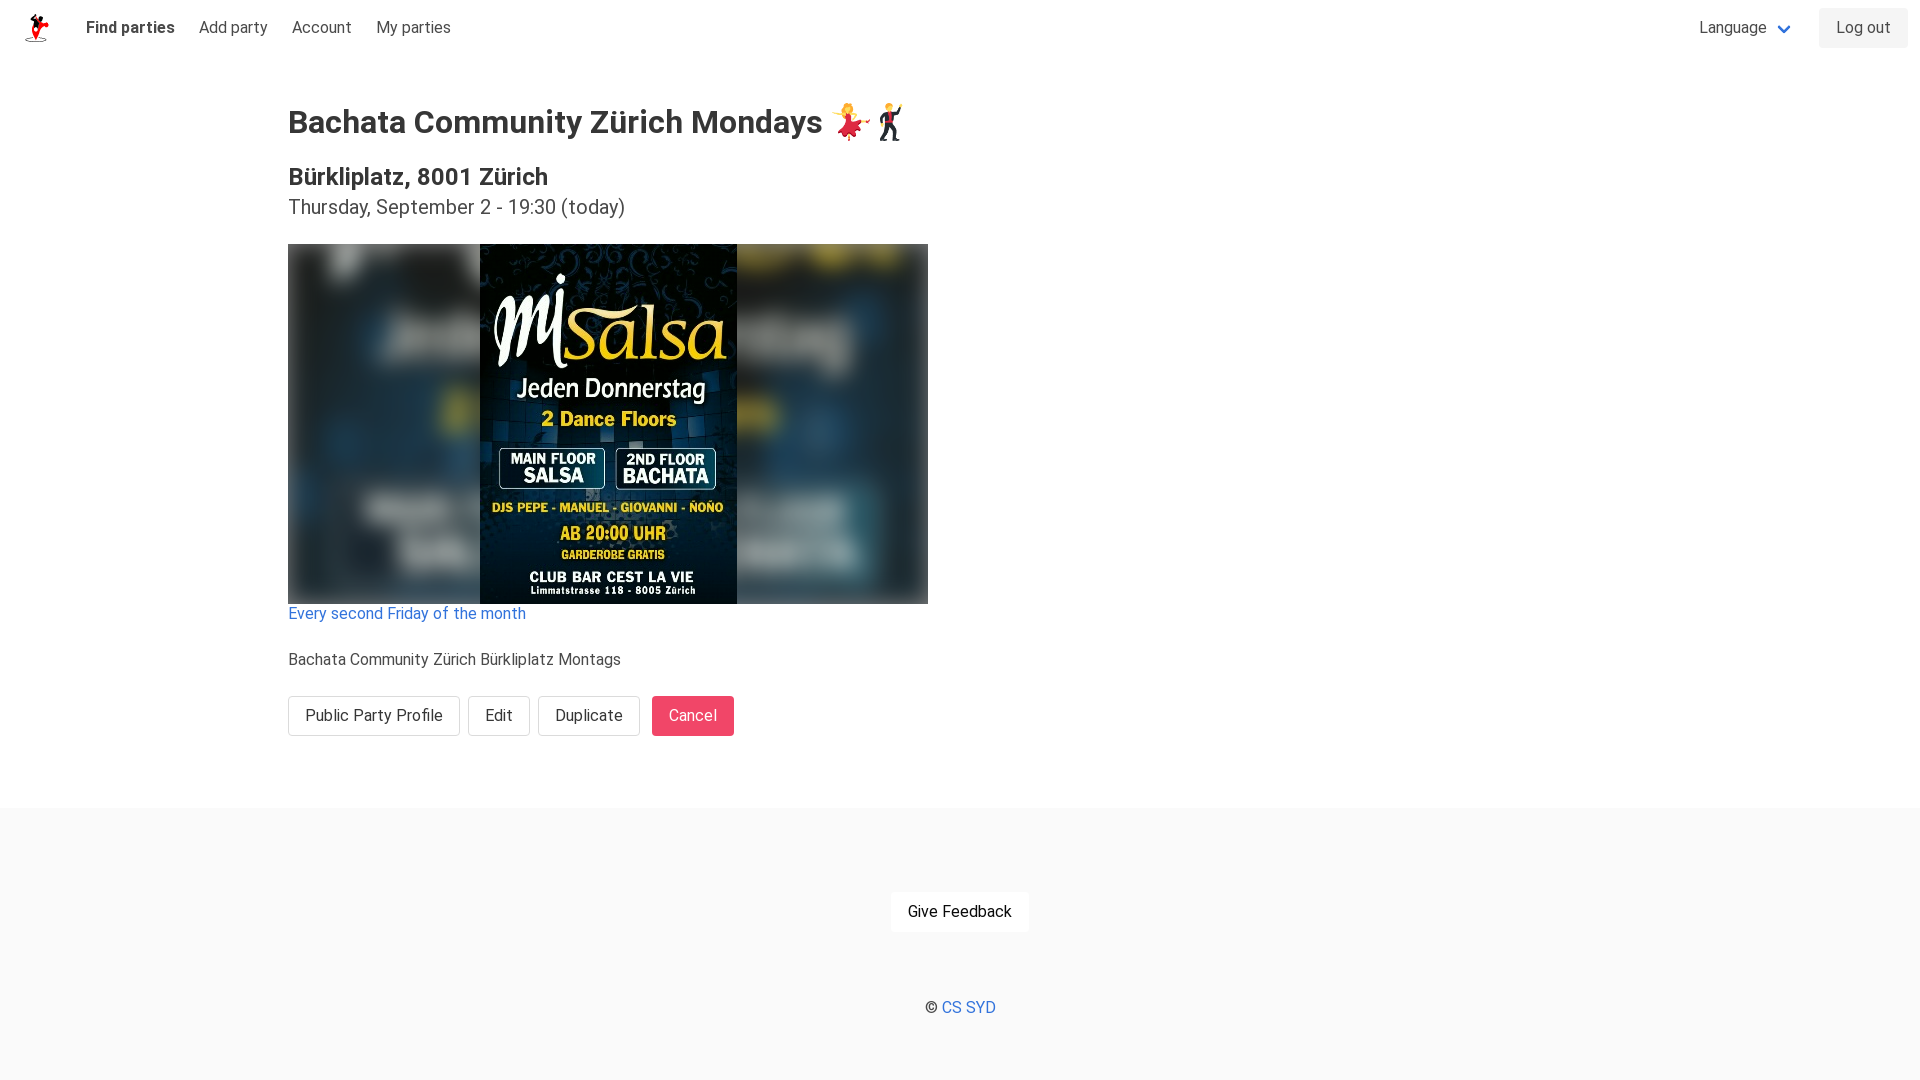 Find parties
Add party
Account
My parties
Language
Log out
Bachata Community Zürich Mondays 💃🕺
Bürkliplatz, 8001 Zürich
Thursday, September 2 - 19:30 (today)
mi Salsa
Jeden Donnerstag
2 Dance Floors
MAIN FLOOR
SALSA
2ND FLOOR
BACHATA
DJS PEPE - MANUEL - GIOVANNI - ÑOÑO
AB 20:00 UHR
GARDEROBE GRATIS
CLUB BAR CEST LA VIE
Limmatstrasse 118 - 8005 Zürich
Every second Friday of the month
Bachata Community Zürich Bürkliplatz Montags
Public Party Profile
Edit
Duplicate
Cancel
Give Feedback
© CS SYD